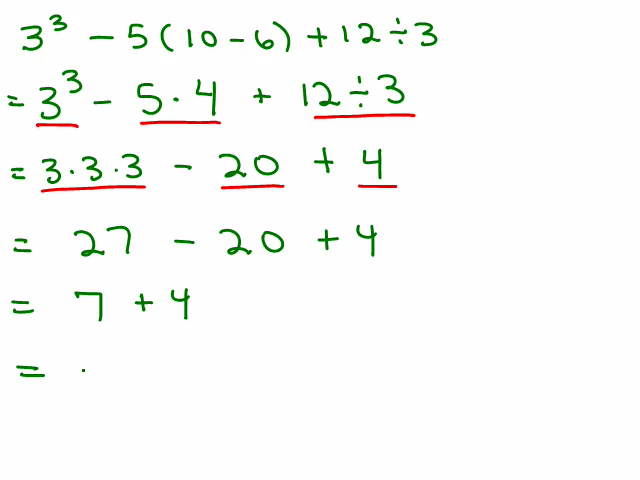 3³ - 5(10 - 6) + 12 ÷ 3
= 3³ - 5 · 4 + 12 ÷ 3
= 3 · 3 · 3 - 20 + 4
= 27 - 20 + 4
= 7 + 4
=